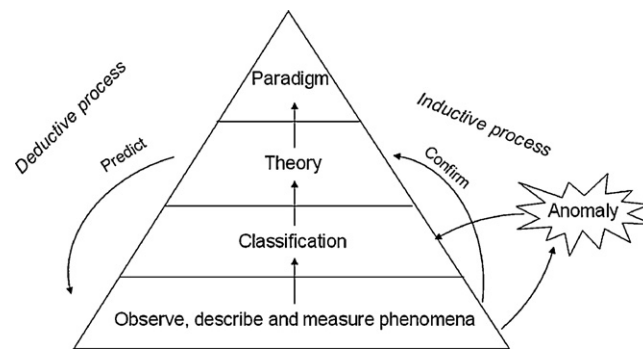 Paradigm
Deductive process
Inductive process
Predict
Confirm
Theory
Anomaly
Classification
Observe, describe and measure phenomena